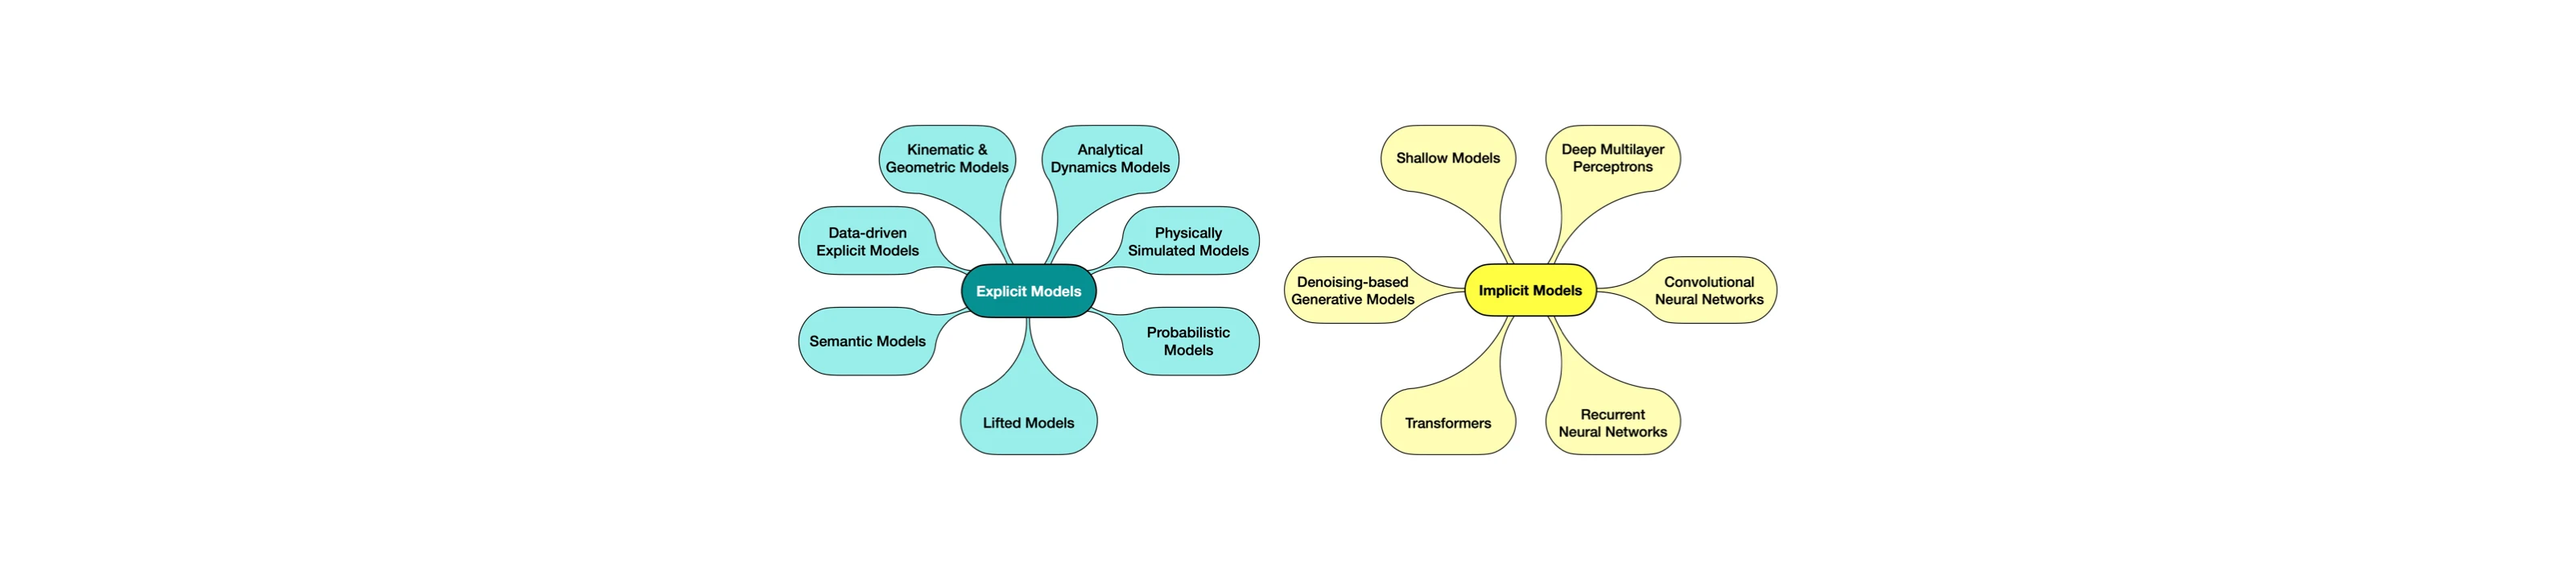 Kinematic &
Geometric Models
Analytical
Dynamics Models
Data-driven
Explicit Models
Physically
Simulated Models
Explicit Models
Semantic Models
Probabilistic
Models
Lifted Models
Shallow Models
Deep Multilayer
Perceptrons
Denoising-based
Generative Models
Implicit Models
Convolutional
Neural Networks
Transformers
Recurrent
Neural Networks